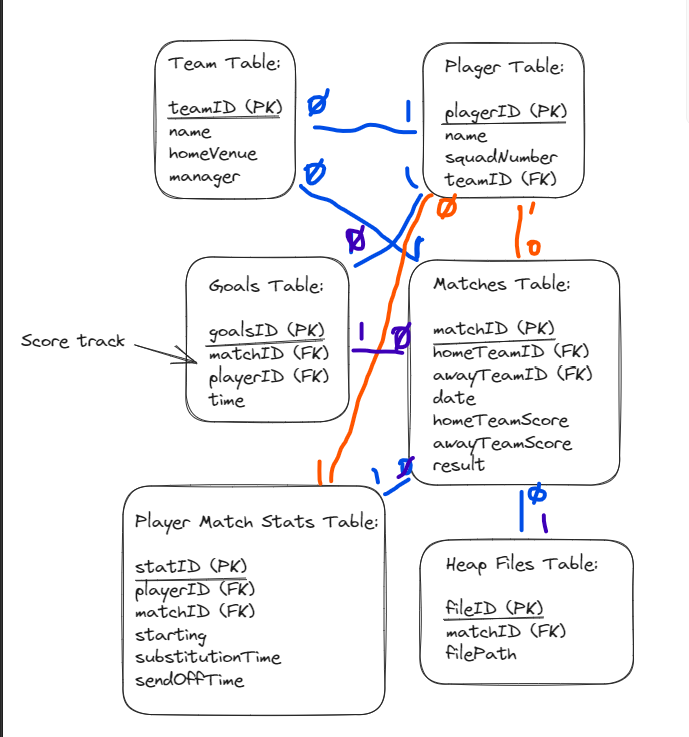 Team Table:
teamID (PK)
name
homeVenue
manager
Plager Table:
plagerID (PK)
name
squadNumber
teamID (FK)
Ø
1
Ø
1
Ø
Ø
1
0
Goals Table:
goalsID (PK)
matchID (FK)
playerID (FK)
time
Score track
1
Ø
Matches Table:
matchID (PK)
homeTeamID (FK)
awayTeamID (FK)
date
homeTeamScore
awayTeamScore
result
1
1
Ø
Player Match Stats Table:
statID (PK)
playerID (FK)
matchID (FK)
starting
substitutionTime
sendOffTime
Ø
1
Heap Files Table:
fileID (PK)
matchID (FK)
filePath